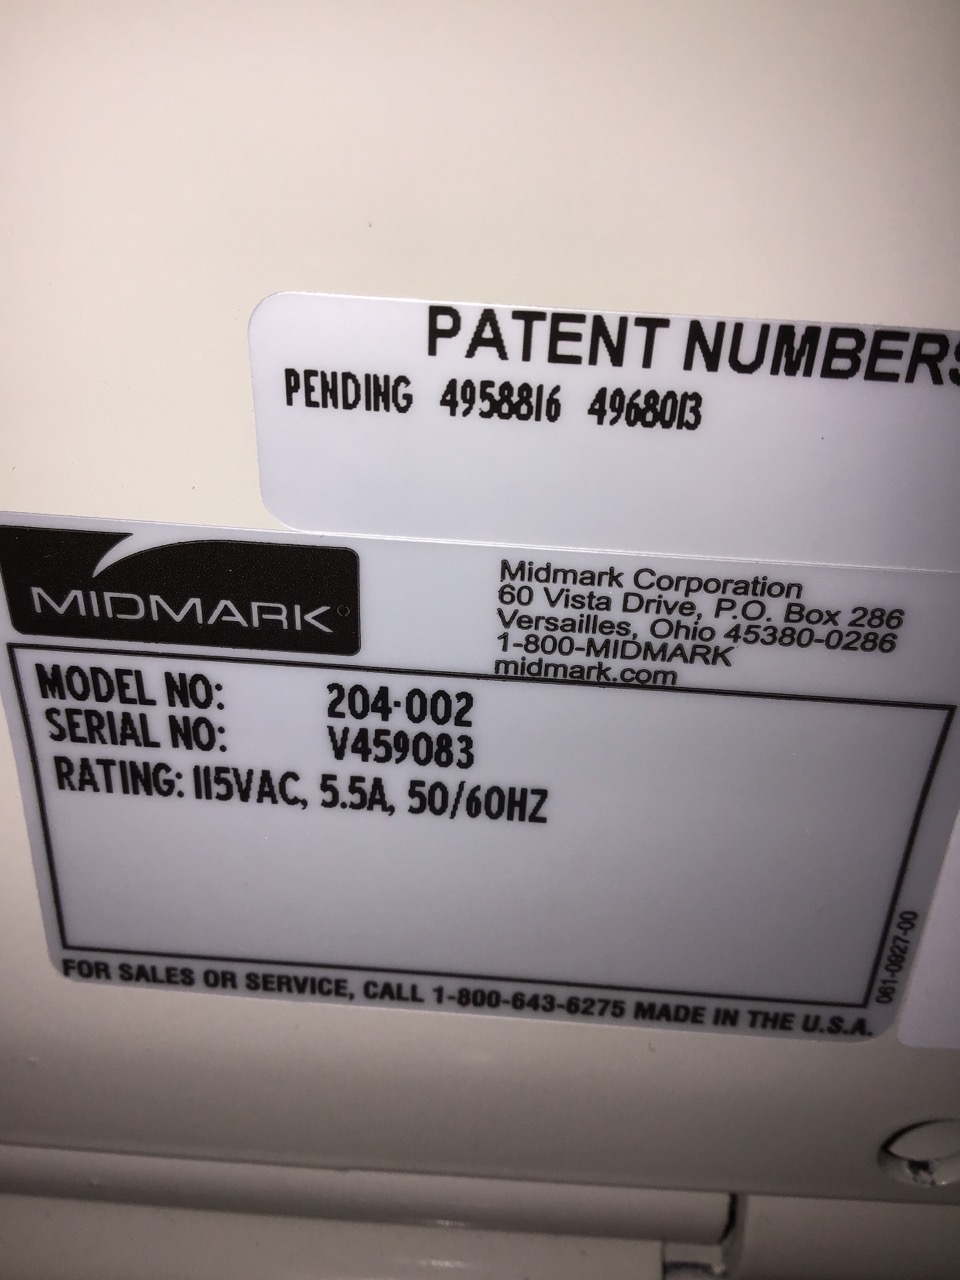 PATENT NUMBERS
PENDING 4958816 4968013
MIDMARK
Midmark Corporation
60 Vista Drive, P.O. Box 286
Versailles, Ohio 45380-0286
1-800-MIDMARK
midmark.com
MODEL NO: 204-002
SERIAL NO: V459083
RATING: 115VAC, 5.5A, 50/60HZ
061-0927-00
FOR SALES OR SERVICE, CALL 1-800-643-6275 MADE IN THE U.S.A.